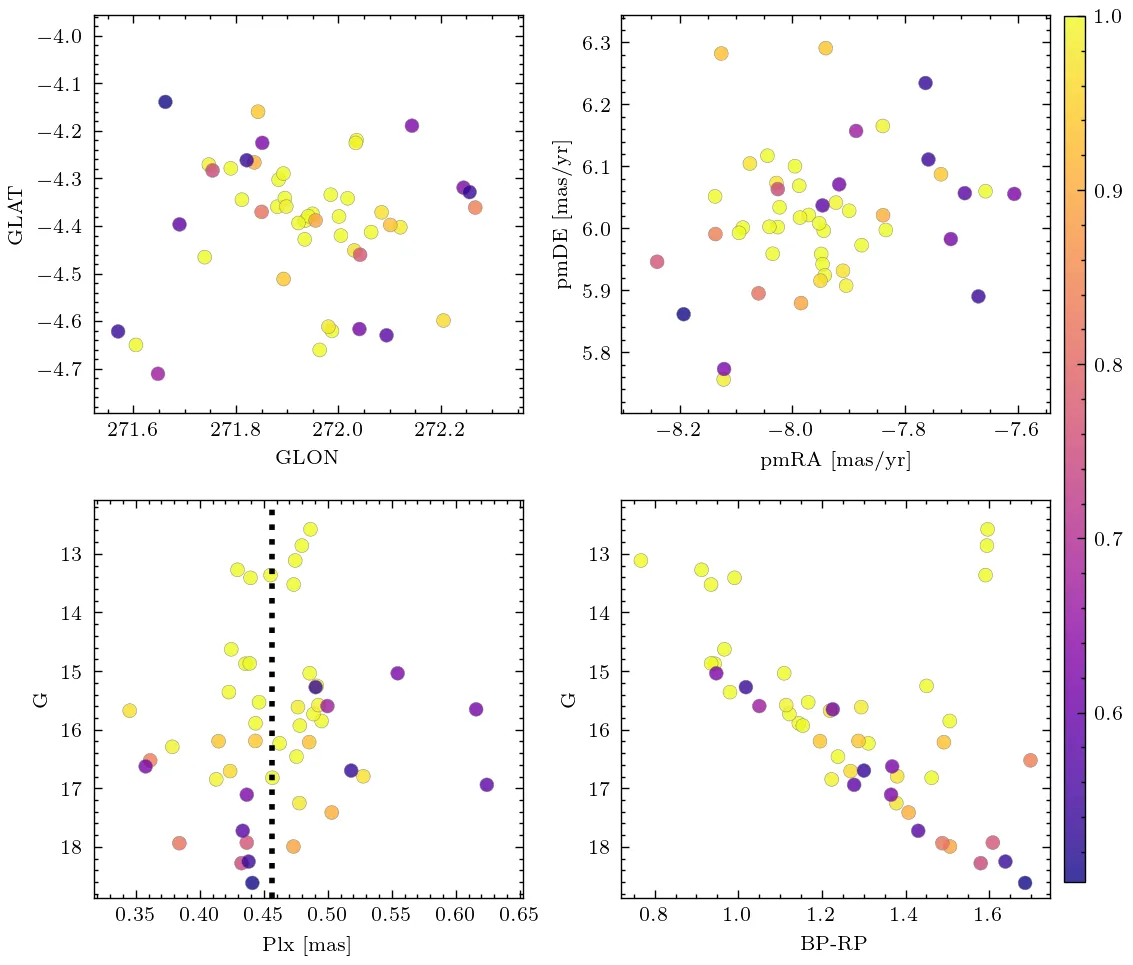 −4.0
−4.1
−4.2
−4.3
−4.4
−4.5
−4.6
−4.7
GLAT
271.6 271.8 272.0 272.2
GLON
6.3
6.2
6.1
6.0
5.9
5.8
pmDE [mas/yr]
−8.2 −8.0 −7.8 −7.6
pmRA [mas/yr]
1.0
0.9
0.8
0.7
0.6
13
14
15
16
17
18
G
0.35 0.40 0.45 0.50 0.55 0.60 0.65
Plx [mas]
13
14
15
16
17
18
G
0.8 1.0 1.2 1.4 1.6
BP-RP